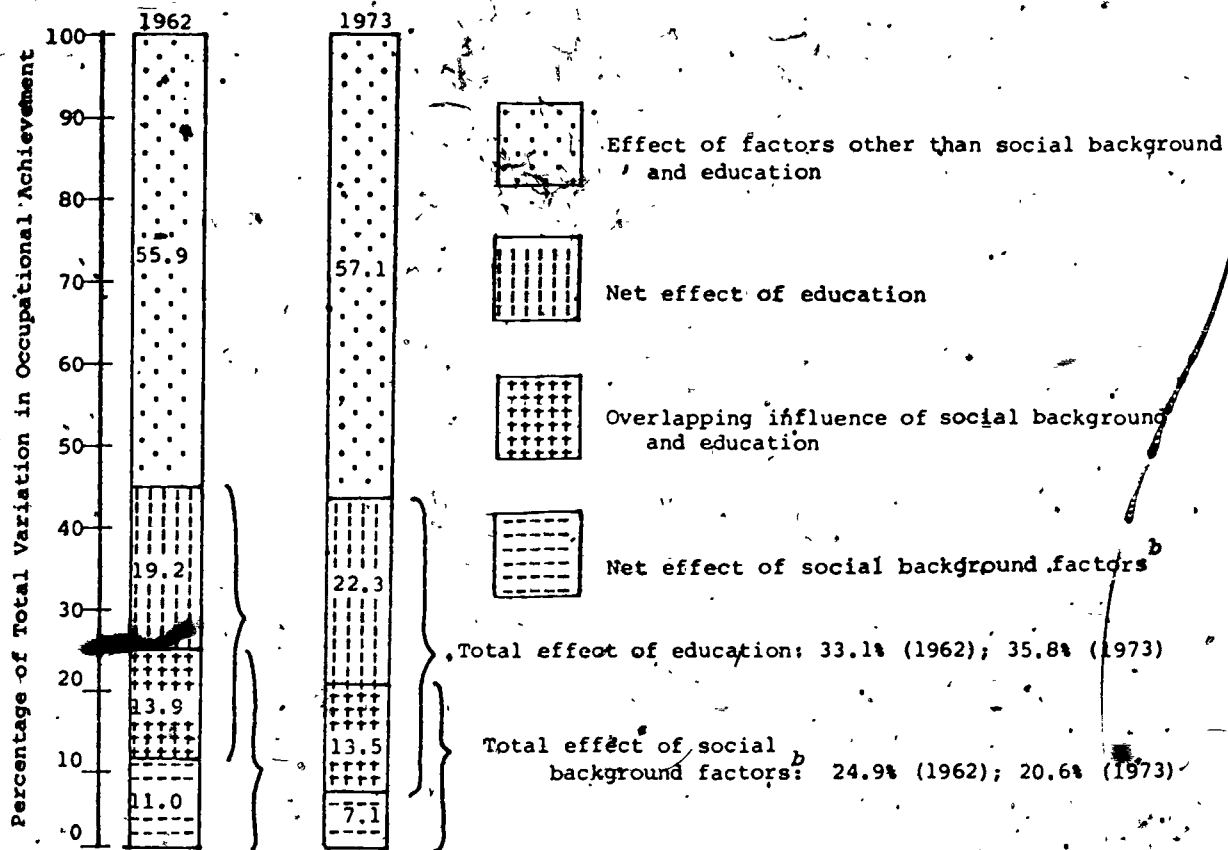 1962 1973
Percentage of Total Variation in Occupational Achievement
100
90
80
70
60
50
40
30
20
10
0
55.9
19.2
13.9
11.0
57.1
22.3
13.5
7.1
Effect of factors other than social background
and education
Net effect of education
Overlapping influence of social background
and education
Net effect of social background factors b
Total effect of education: 33.1% (1962); 35.8% (1973)
Total effect of social
background factors b: 24.9% (1962); 20.6% (1973)